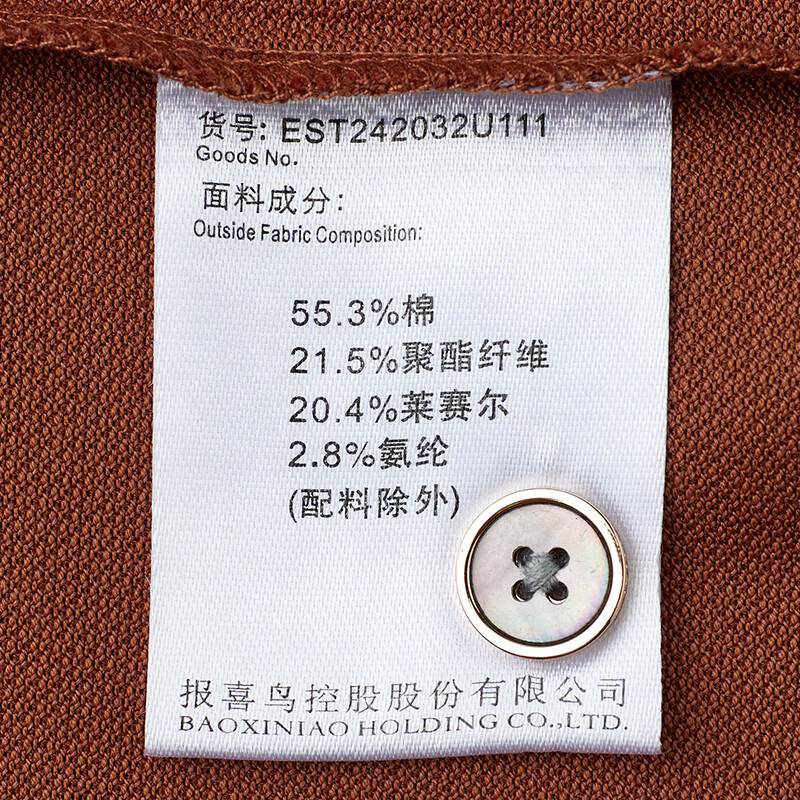 货号: EST242032U111
Goods No.
面料成分:
Outside Fabric Composition:
55.3%棉
21.5%聚酯纤维
20.4%莱赛尔
2.8%氨纶
(配料除外)
报喜鸟控股股份有限公司
BAOXINIAO HOLDING CO.,LTD.